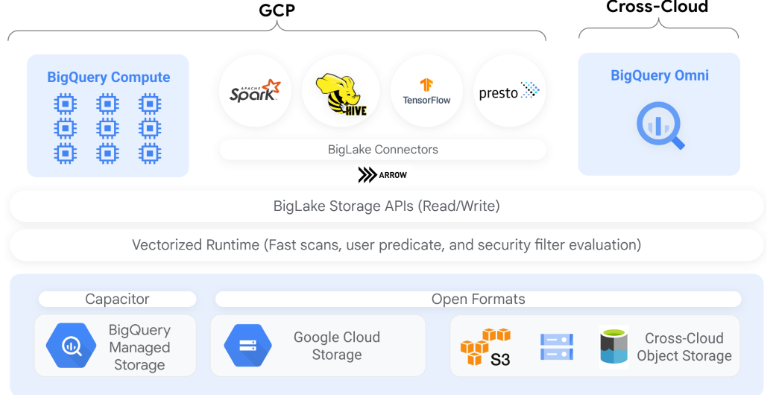 GCP
Cross-Cloud
BigQuery Compute
APACHE
Spark
HIVE
TensorFlow
presto
BigQuery Omni
BigLake Connectors
ARROW
BigLake Storage APIs (Read/Write)
Vectorized Runtime (Fast scans, user predicate, and security filter evaluation)
Capacitor
Open Formats
BigQuery
Managed
Storage
Google Cloud
Storage
S3
Cross-Cloud
Object Storage